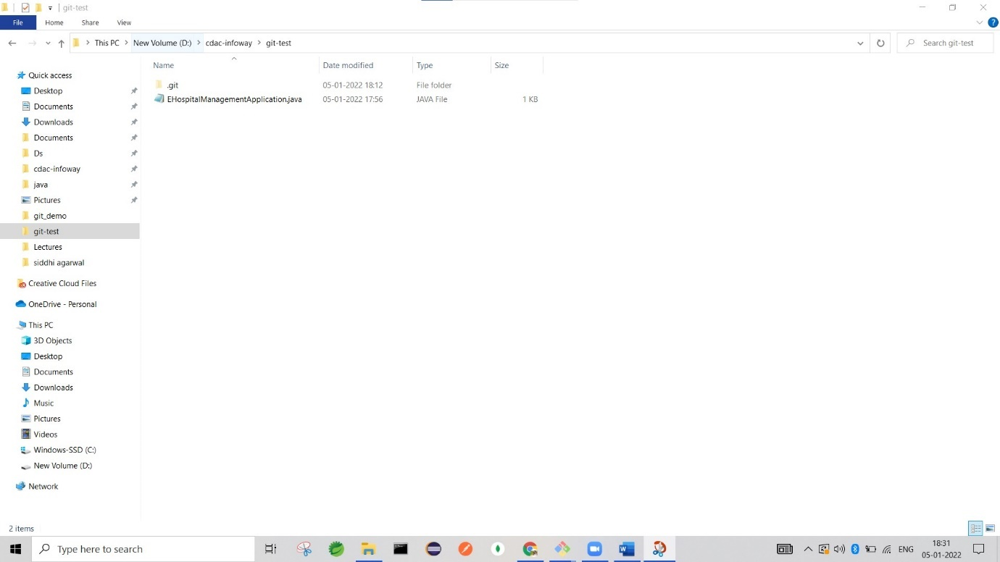 git-test
File Home Share View
This PC New Volume (D:) cdac-infoway git-test Search git-test
Name Date modified Type Size
.git 05-01-2022 18:12 File folder
EHospitalManagementApplication.java 05-01-2022 17:56 JAVA File 1 KB
Quick access
Desktop
Documents
Downloads
Documents
Ds
cdac-infoway
java
Pictures
git_demo
git-test
Lectures
siddhi agarwal
Creative Cloud Files
OneDrive - Personal
This PC
3D Objects
Desktop
Documents
Downloads
Music
Pictures
Videos
Windows-SSD (C:)
New Volume (D:)
Network
2 items
Type here to search ENG 18:31
05-01-2022